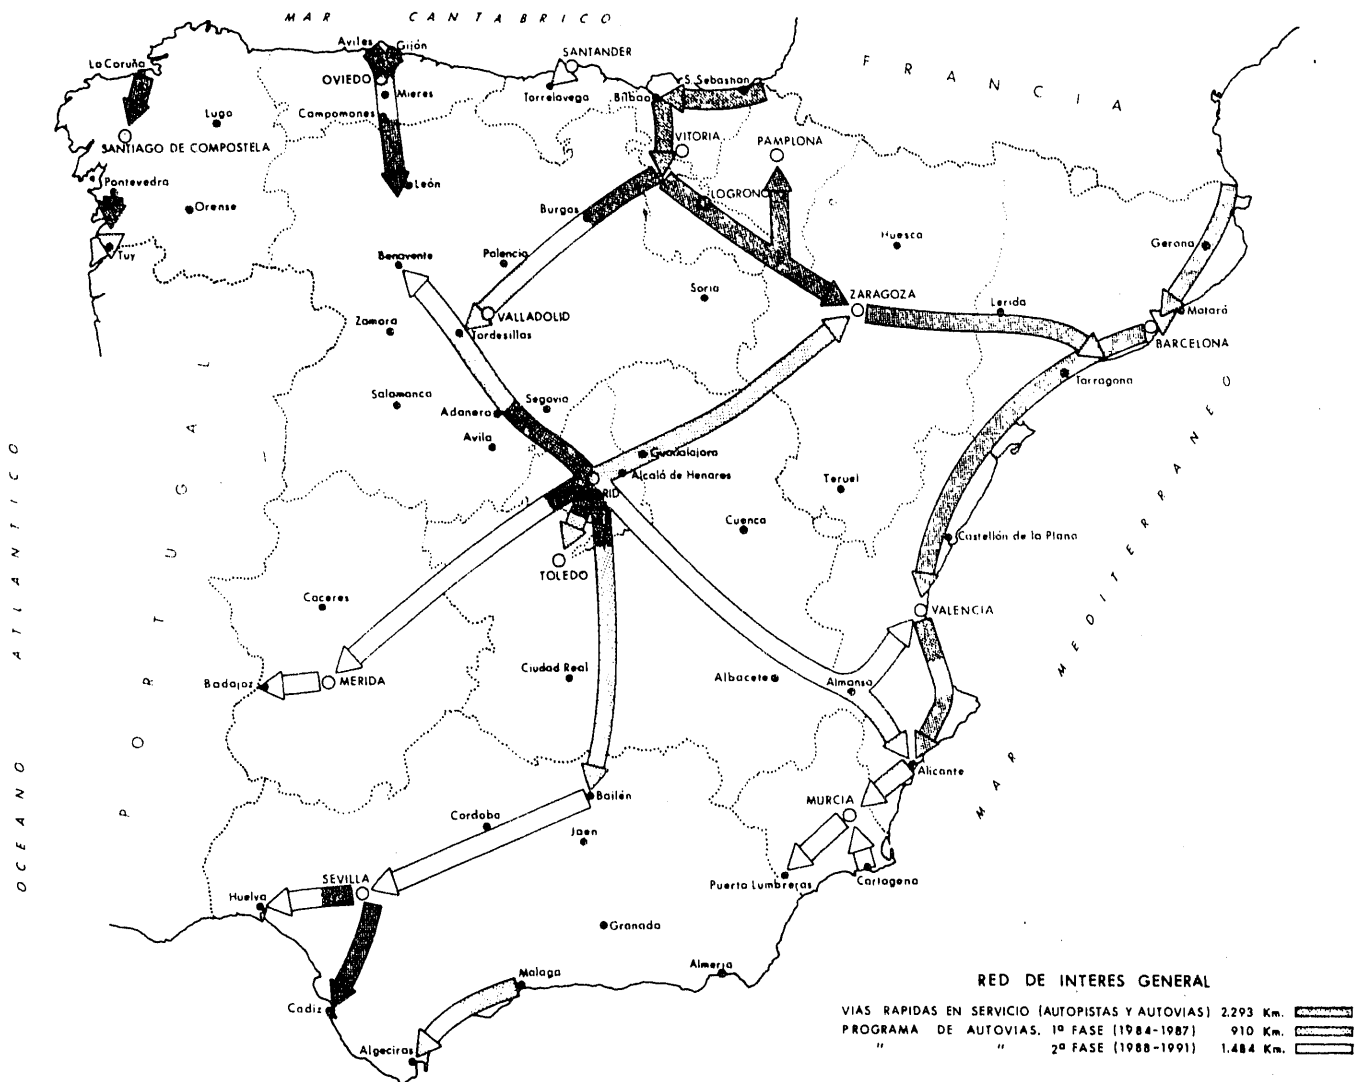 MAR CANTABRICO
FRANCIA
OCEANO ATLANTICO
PORTUGAL
MAR MEDITERRANEO
Aviles
Gijón
SANTANDER
La Coruña
OVIEDO
Mieres
Torrelavega
Bilbao
S. Sebastian
Lugo
Campomanes
VITORIA
PAMPLONA
SANTIAGO DE COMPOSTELA
Pontevedra
León
LOGROÑO
Orense
Burgos
Huesca
Gerona
Tuy
Benavente
Palencia
Soria
ZARAGOZA
Lerida
Mataró
VALLADOLID
Zamora
Tordesillas
BARCELONA
Tarragona
Salamanca
Segovia
Adanero
Avila
Guadalajara
Alcalá de Henares
Teruel
RID
Cuenca
Castellón de la Plana
TOLEDO
Caceres
VALENCIA
Ciudad Real
Albacete
Almansa
Badajoz
MERIDA
Alicante
Bailén
MURCIA
Cordoba
Jaen
SEVILLA
Puerto Lumbreras
Cartagena
Huelva
Granada
Almeria
Malaga
Cadiz
Algeciras
RED DE INTERES GENERAL
VIAS RAPIDAS EN SERVICIO (AUTOPISTAS Y AUTOVIAS) 2.293 Km.
PROGRAMA DE AUTOVIAS. 1ª FASE (1984-1987) 910 Km.
" " 2ª FASE (1988-1991) 1.484 Km.